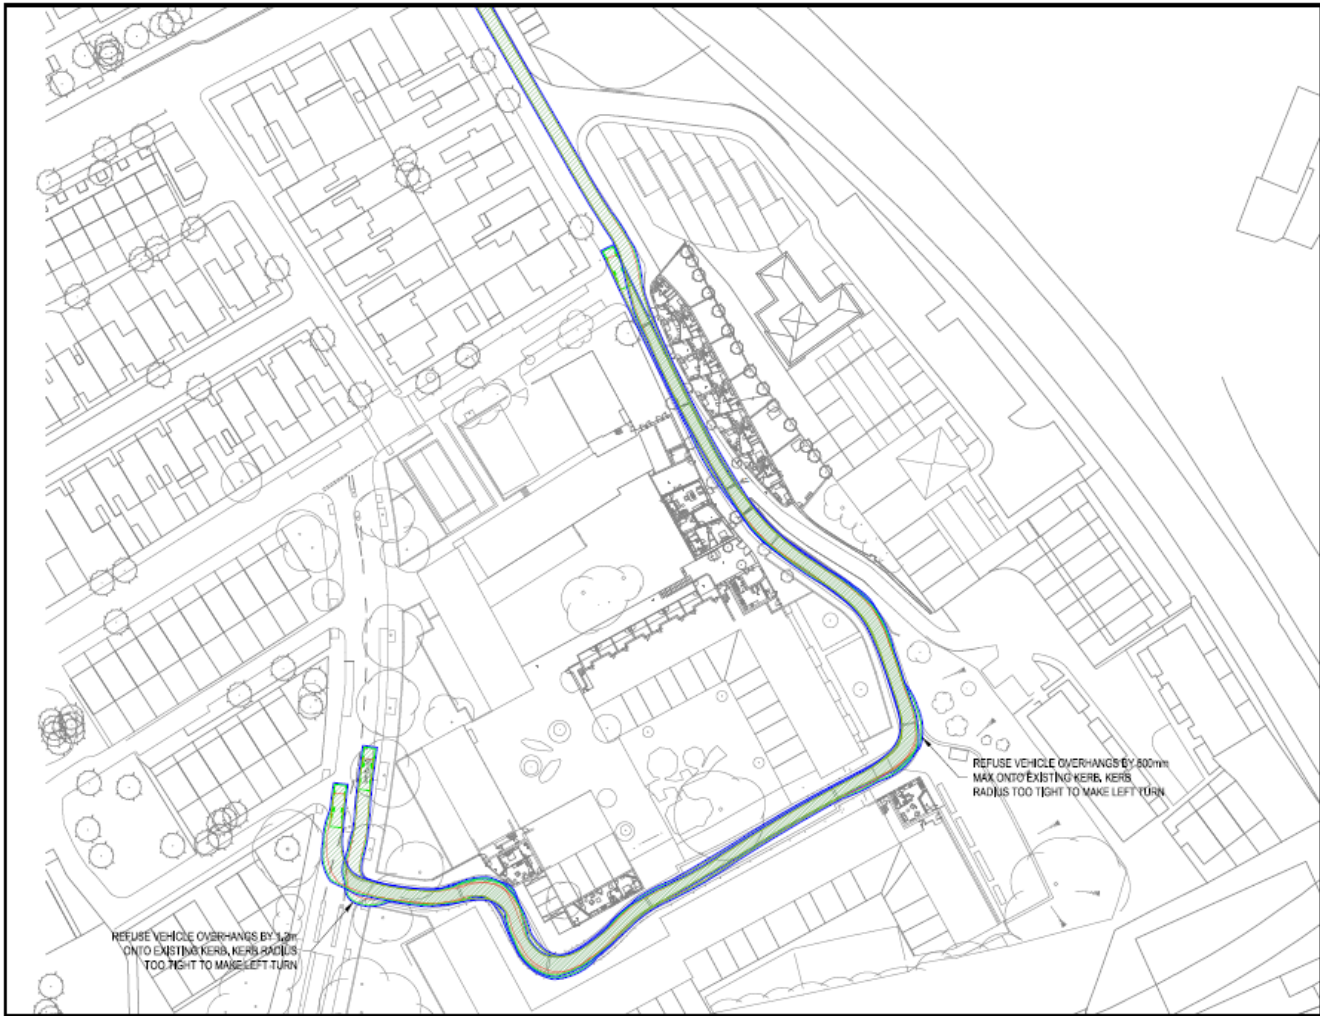 REFUSE VEHICLE OVERHANGS BY 600mm
MAX ONTO EXISTING KERB, KERB
RADIUS TOO TIGHT TO MAKE LEFT TURN
REFUSE VEHICLE OVERHANGS BY 1.2m
ONTO EXISTING KERB, KERB RADIUS
TOO TIGHT TO MAKE LEFT TURN